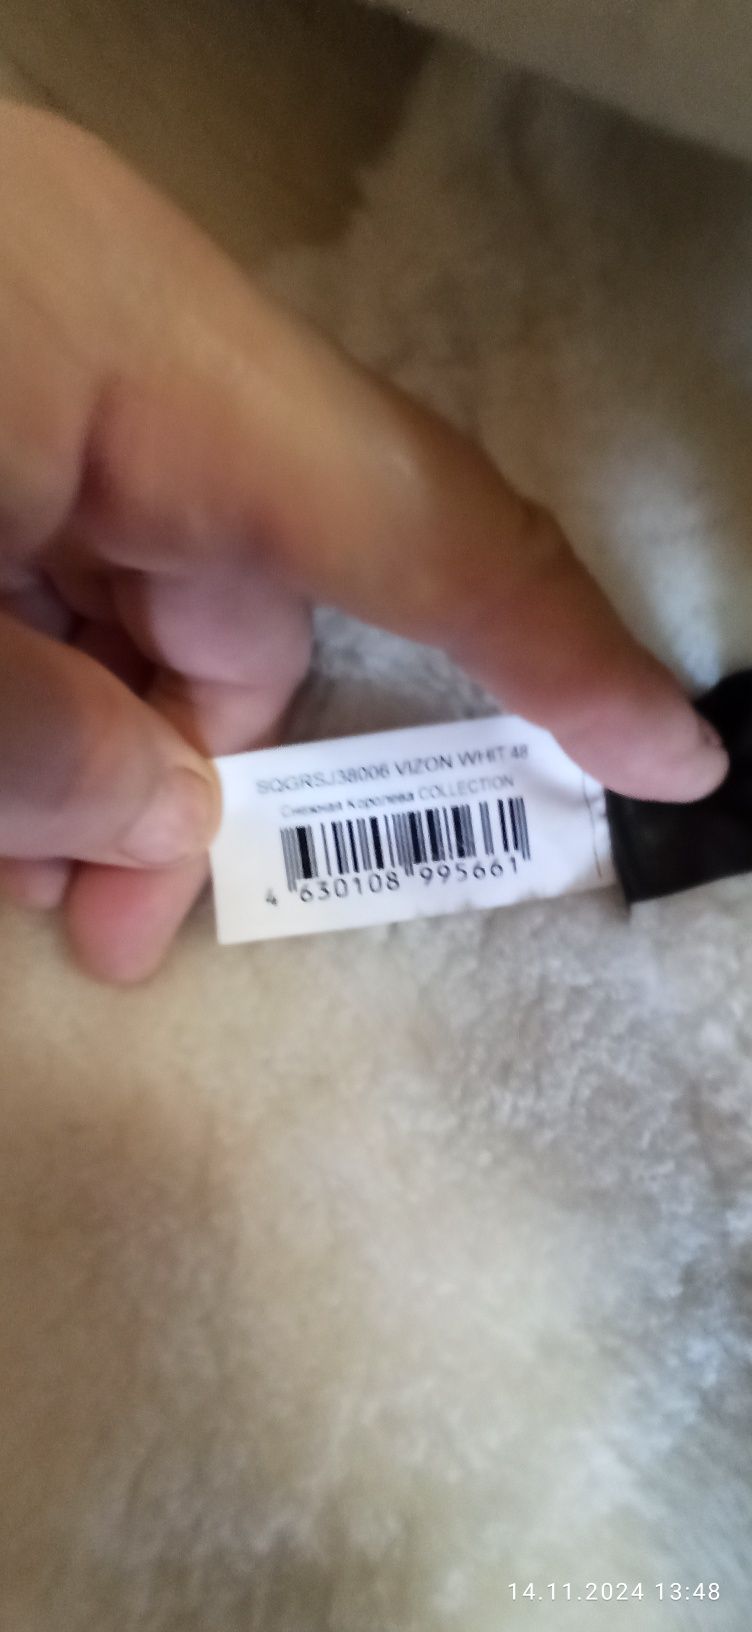 SQGRSJ38006 VIZON WHIT 48
Снежная Королева COLLECTION
4 630108 995661
14.11.2024 13:48